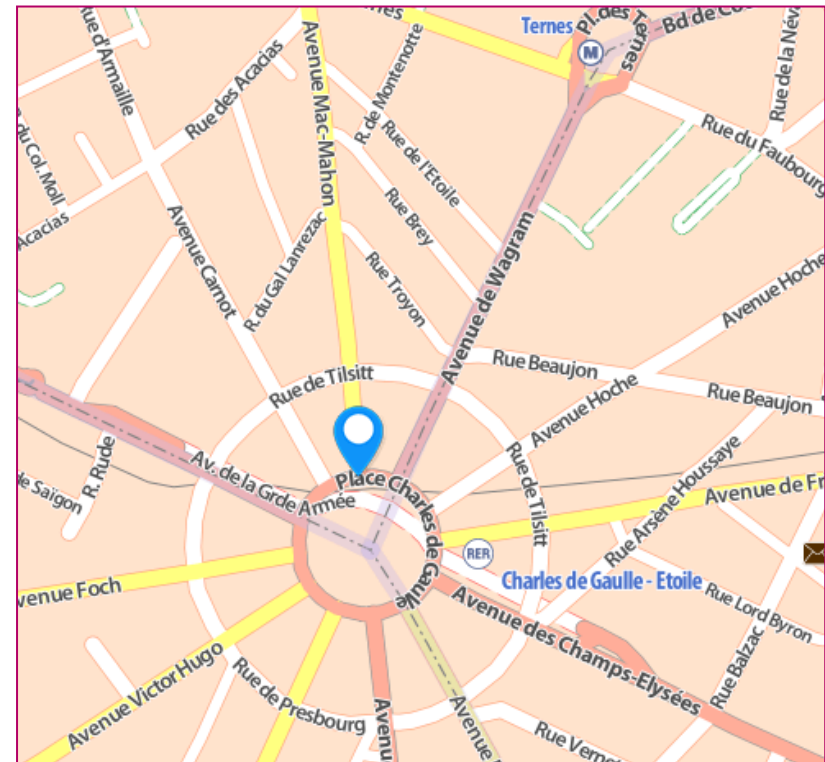 Ternes
M
Pl. des Ternes
Bd de Co
nes
Rue d'Armaille
Rue des Acacias
Avenue Mac-Mahon
R. de Montenotte
Rue de la Néva
R. du Col. Moll
Rue de l'Etoile
Rue du Faubourg
Acacias
Avenue Carnot
R. du Gal Lanrezac
Rue Brey
Rue Troyon
Avenue de Wagram
Avenue Hoche
Rue Beaujon
Rue Beaujon
Rue de Tilsitt
Avenue Hoche
Rue de Tilsitt
R. Rude
de Saigon
Av. de la Grde Armée
Place Charles de Gaulle
Rue Arsène Houssaye
Avenue de Fr
RER
Charles de Gaulle - Etoile
venue Foch
Avenue des Champs-Elysées
Rue Lord Byron
Rue Balzac
Avenue Victor Hugo
Rue de Presbourg
Avenu
Avenue
Rue Vernet